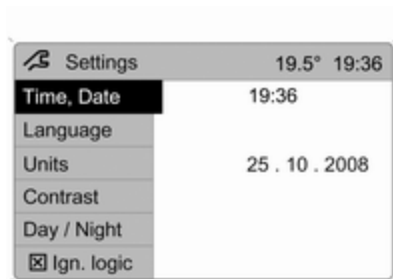 Settings 19.5° 19:36
Time, Date 19:36
Language
Units 25 . 10 . 2008
Contrast
Day / Night
Ign. logic